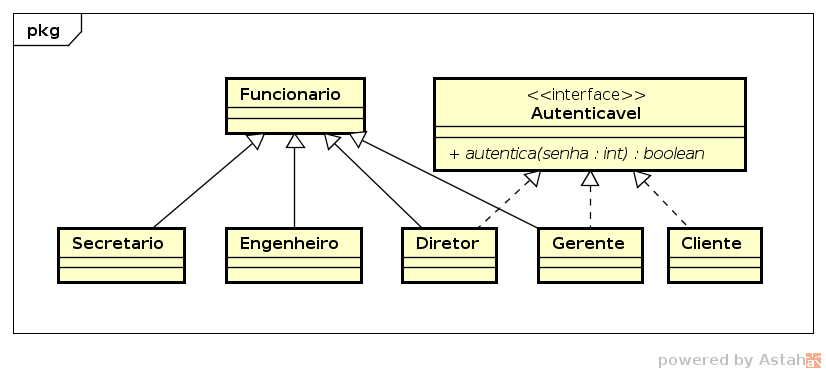 pkg
Funcionario
<<interface>>
Autenticavel
+ autentica(senha : int) : boolean
Secretario
Engenheiro
Diretor
Gerente
Cliente
powered by Astah